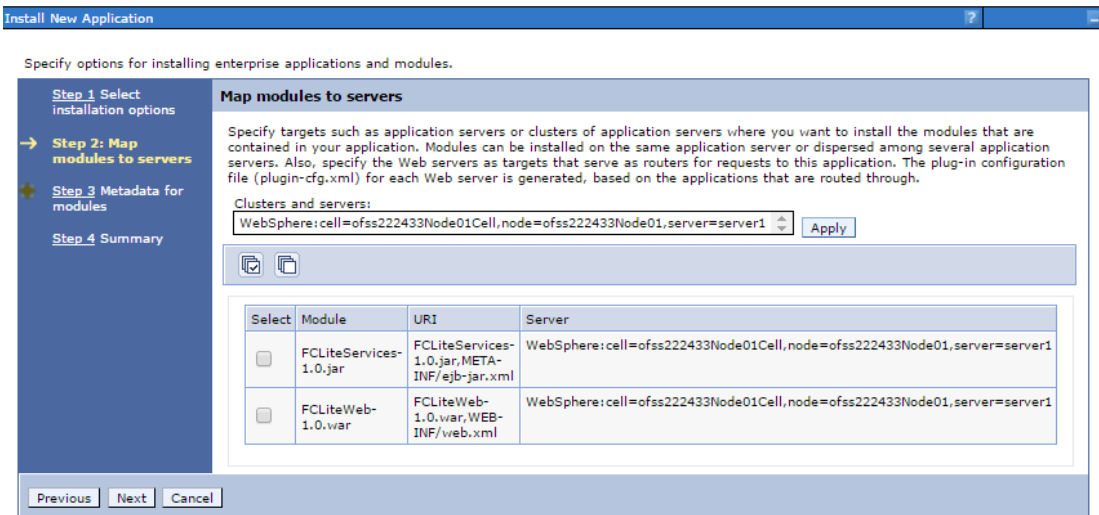 Install New Application
?
Specify options for installing enterprise applications and modules.
Step 1 Select
installation options
Step 2: Map
modules to servers
Step 3 Metadata for
modules
Step 4 Summary
Map modules to servers
Specify targets such as application servers or clusters of application servers where you want to install the modules that are
contained in your application. Modules can be installed on the same application server or dispersed among several application
servers. Also, specify the Web servers as targets that serve as routers for requests to this application. The plug-in configuration
file (plugin-cfg.xml) for each Web server is generated, based on the applications that are routed through.
Clusters and servers:
WebSphere:cell=ofss222433Node01Cell,node=ofss222433Node01,server=server1
Apply
Select Module URI Server
FCLiteServices-
1.0.jar
FCLiteServices-
1.0.jar,META-
INF/ejb-jar.xml
WebSphere:cell=ofss222433Node01Cell,node=ofss222433Node01,server=server1
FCLiteWeb-
1.0.war
FCLiteWeb-
1.0.war,WEB-
INF/web.xml
WebSphere:cell=ofss222433Node01Cell,node=ofss222433Node01,server=server1
Previous Next Cancel